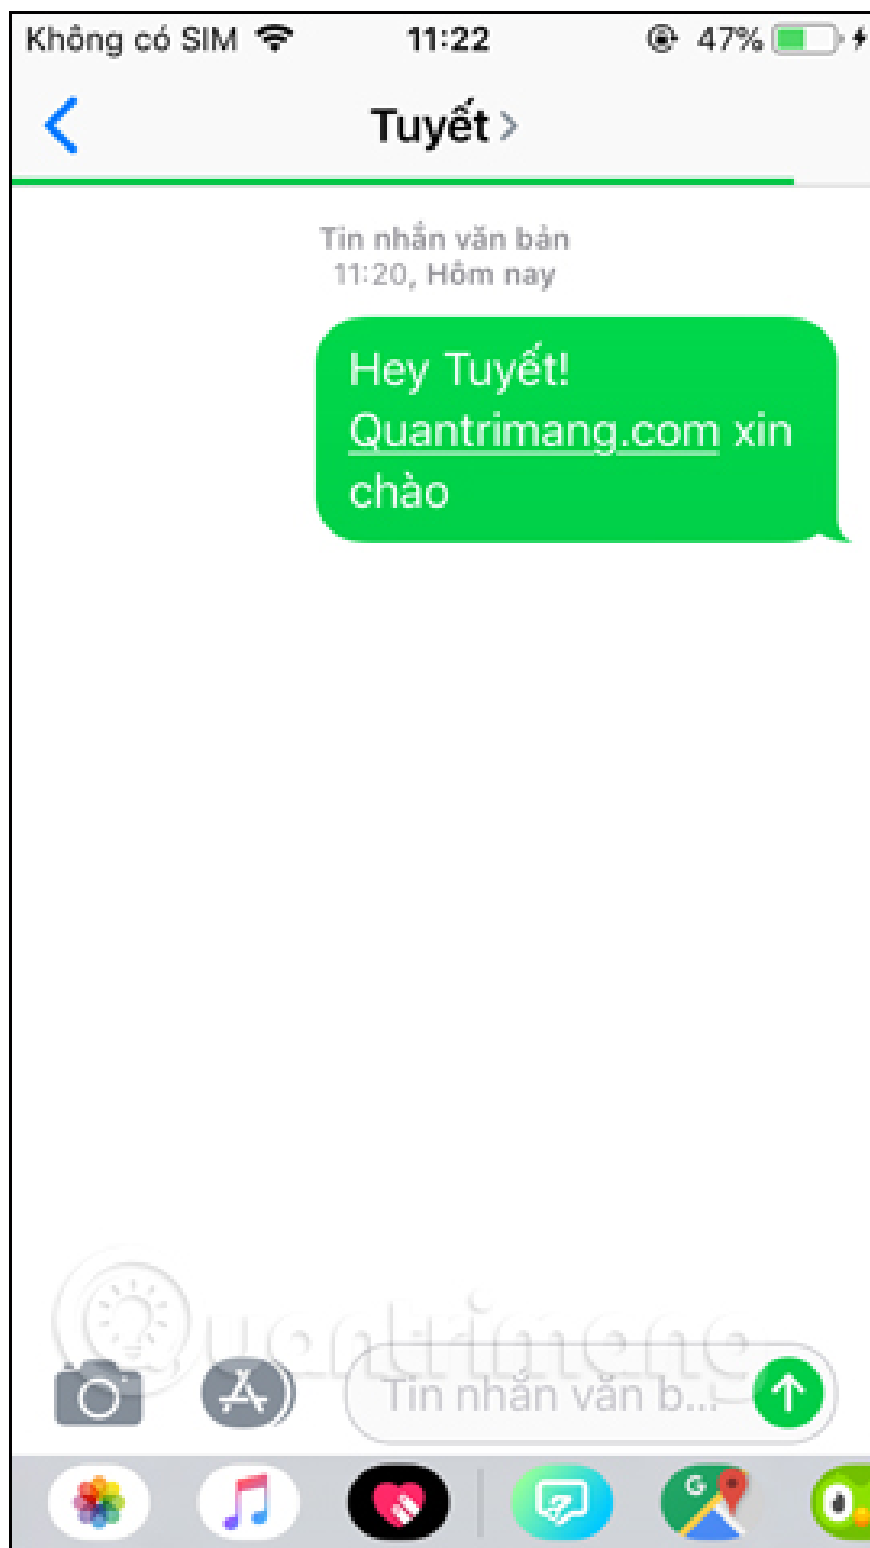 Không có SIM 11:22 47%
Tuyết
Tin nhắn văn bản
11:20, Hôm nay
Hey Tuyết!
Quantrimang.com xin
chào
Quantrimang
Tin nhắn văn b...
G